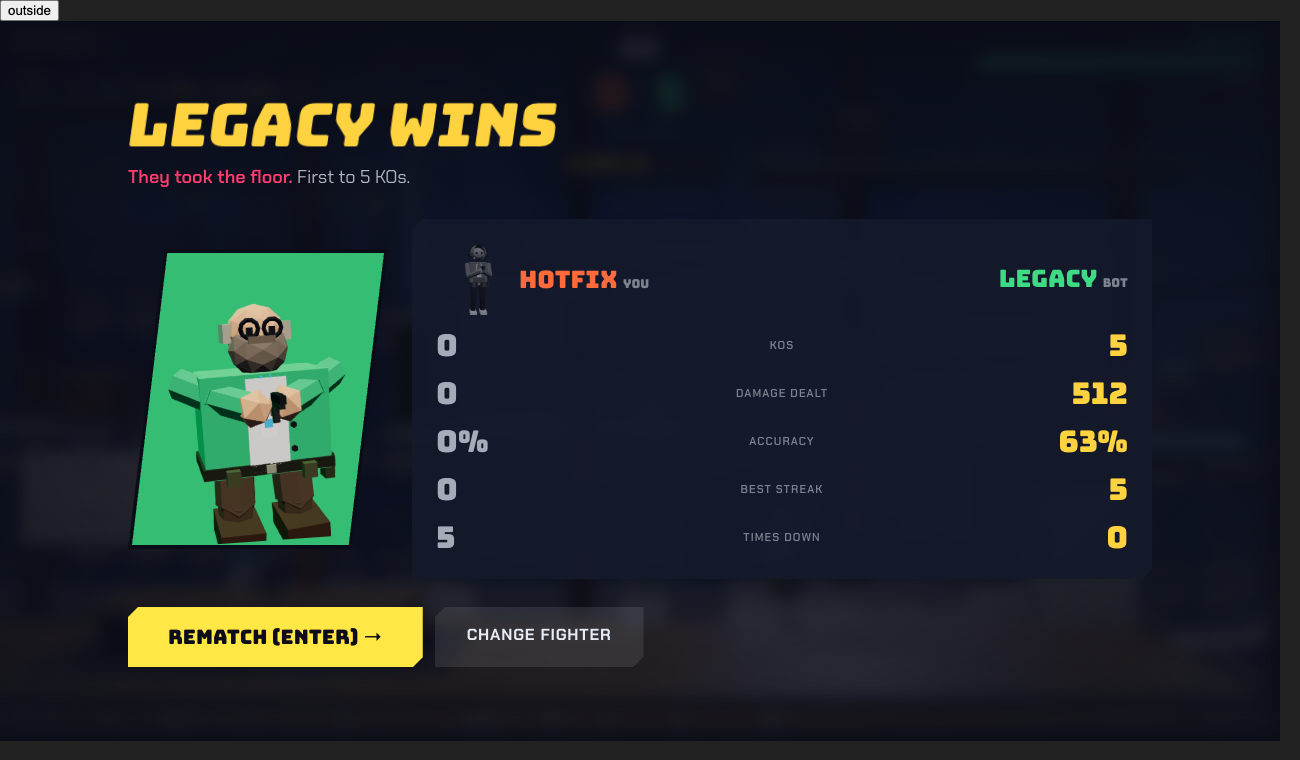 outside
LEGACY WINS
They took the floor. First to 5 KOs.
HOTFIX YOU
LEGACY BOT
0 KOS 5
0 DAMAGE DEALT 512
0% ACCURACY 63%
0 BEST STREAK 5
5 TIMES DOWN 0
REMATCH (ENTER) →
CHANGE FIGHTER